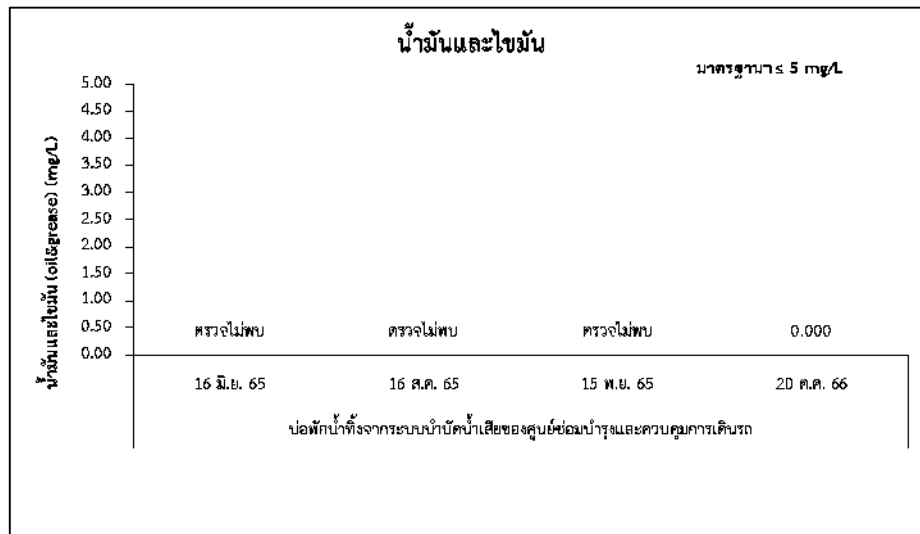 น้ำมันและไขมัน
มาตรฐานฯ ≤ 5 mg/L
น้ำมันและไขมัน (oil&grease) (mg/L)
5.00
4.50
4.00
3.50
3.00
2.50
2.00
1.50
1.00
0.50
0.00
ตรวจไม่พบ ตรวจไม่พบ ตรวจไม่พบ 0.000
16 มิ.ย. 65 16 ส.ค. 65 15 พ.ย. 65 20 ต.ค. 66
บ่อพักน้ำทิ้งจากระบบบำบัดน้ำเสียของศูนย์ซ่อมบำรุงและควบคุมการเดินรถ